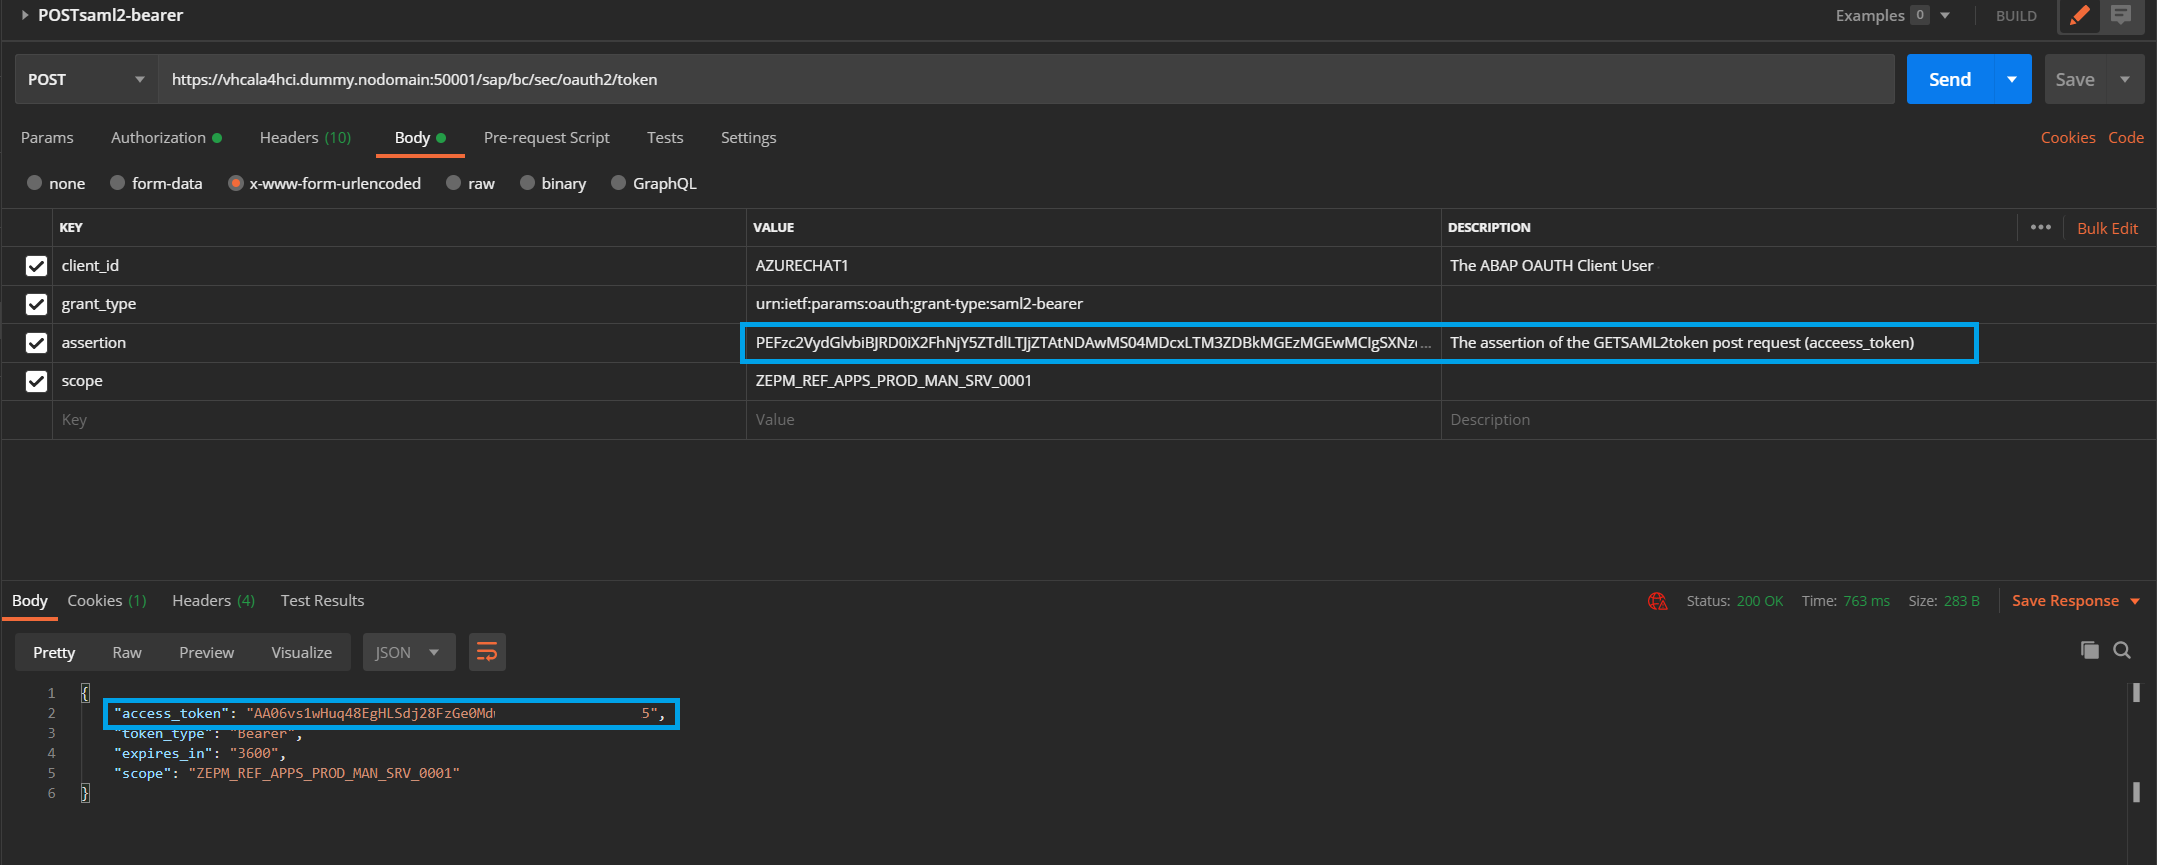 POSTsaml2-bearer
Examples 0 BUILD
POST https://vhcala4hci.dummy.nodomain:50001/sap/bc/sec/oauth2/token Send Save
Params Authorization Headers (10) Body Pre-request Script Tests Settings Cookies Code
none form-data x-www-form-urlencoded raw binary GraphQL
KEY VALUE DESCRIPTION ••• Bulk Edit
client_id AZURECHAT1 The ABAP OAUTH Client User
grant_type urn:ietf:params:oauth:grant-type:saml2-bearer
assertion The assertion of the GETSAML2token post request (acceess_token)
scope ZEPM_REF_APPS_PROD_MAN_SRV_0001
Key Value Description
Body Cookies (1) Headers (4) Test Results Status: 200 OK Time: 763 ms Size: 283 B Save Response
Pretty Raw Preview Visualize JSON
1 {
2 "access_token": "AA06vs1wHuq48EgHLSdj28FzGe0Md 5",
3 "token_type": "Bearer",
4 "expires_in": "3600",
5 "scope": "ZEPM_REF_APPS_PROD_MAN_SRV_0001"
6 }